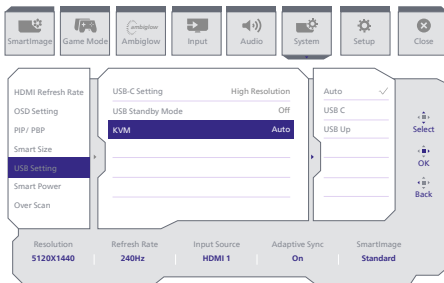 SmartImage
Game Mode
ambiglow
Ambiglow
Input
Audio
System
Setup
Close
HDMI Refresh Rate
OSD Setting
PIP/ PBP
Smart Size
USB Setting
Smart Power
Over Scan
USB-C Setting High Resolution
USB Standby Mode Off
KVM Auto
Auto
USB C
USB Up
Select
OK
Back
Resolution Refresh Rate Input Source Adaptive Sync SmartImage
5120X1440 240Hz HDMI 1 On Standard